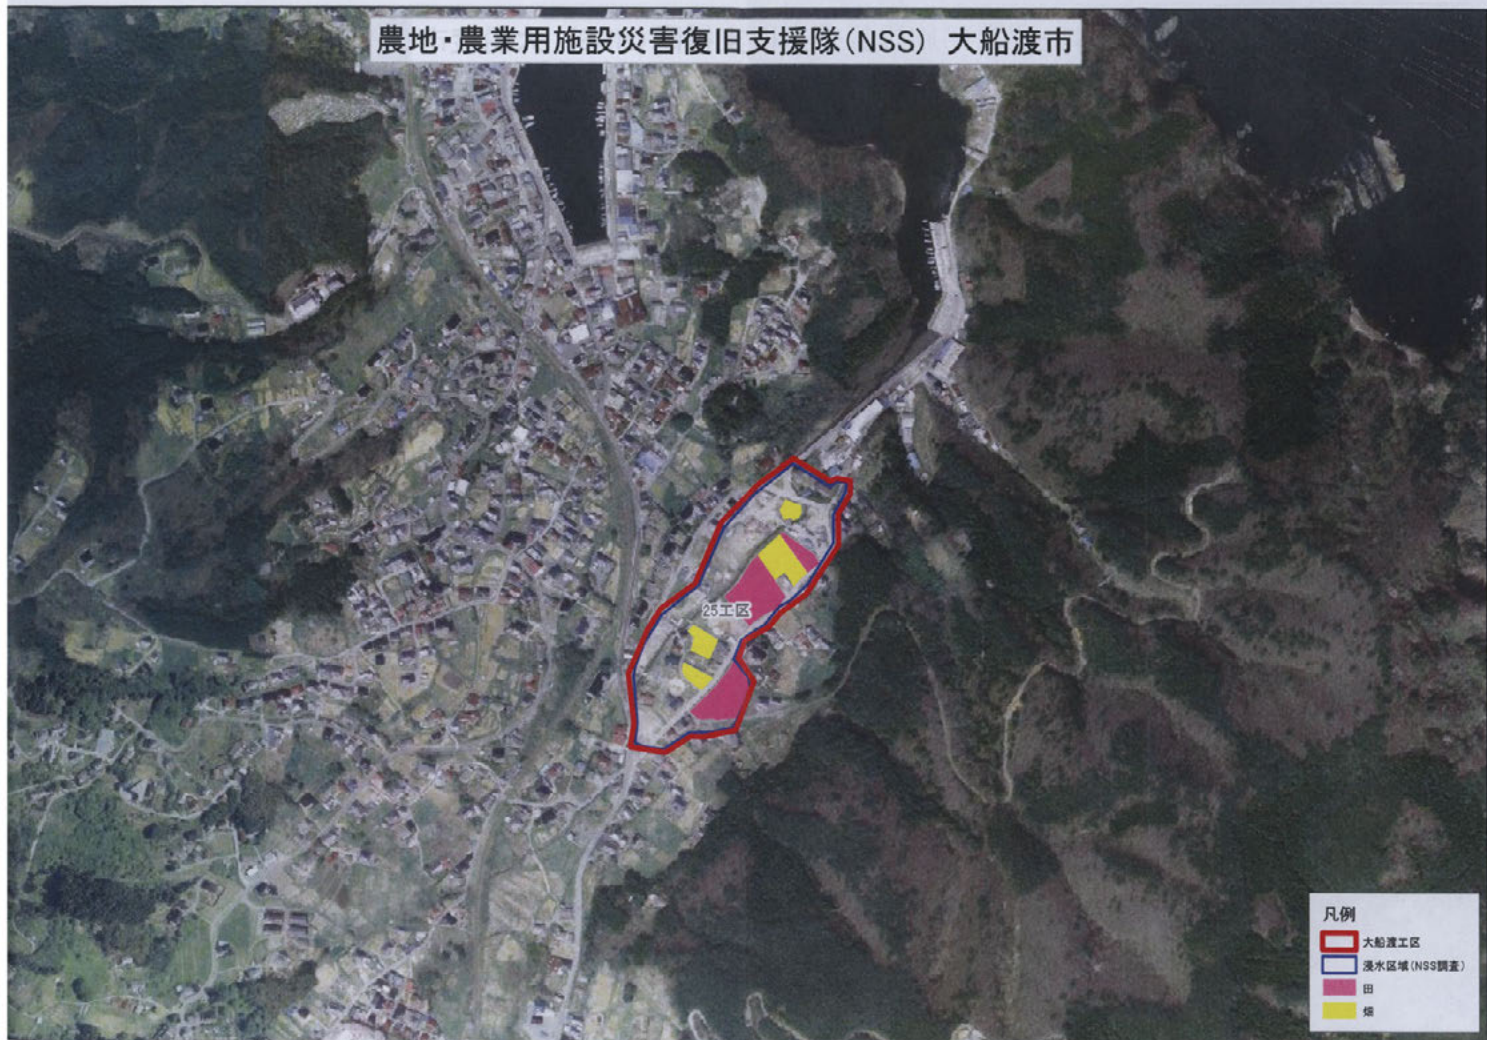 農地・農業用施設災害復旧支援隊(NSS) 大船渡市
25工区
凡例
大船渡工区
浸水区域(NSS調査)
田
畑